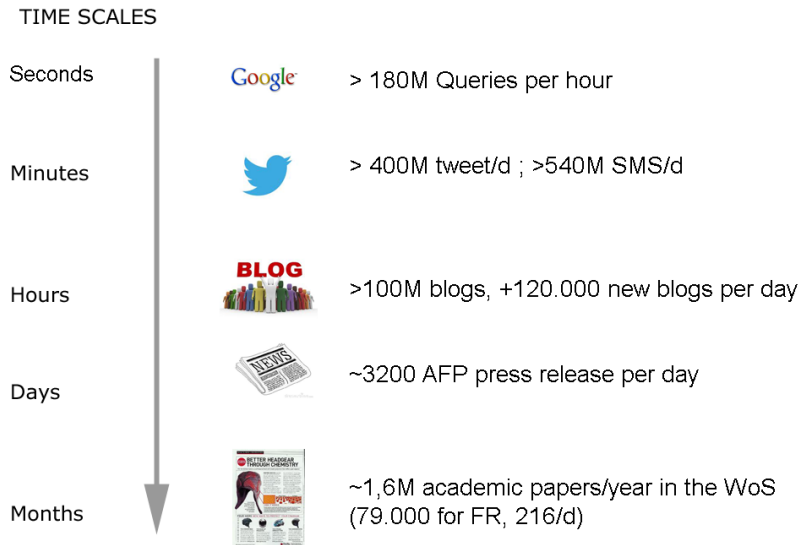 TIME SCALES
Seconds
Google
> 180M Queries per hour
Minutes
> 400M tweet/d ; >540M SMS/d
BLOG
Hours
>100M blogs, +120.000 new blogs per day
NEWS
Days
~3200 AFP press release per day
BETTER HEADGEAR
THROUGH CHEMISTRY
Months
~1,6M academic papers/year in the WoS
(79.000 for FR, 216/d)